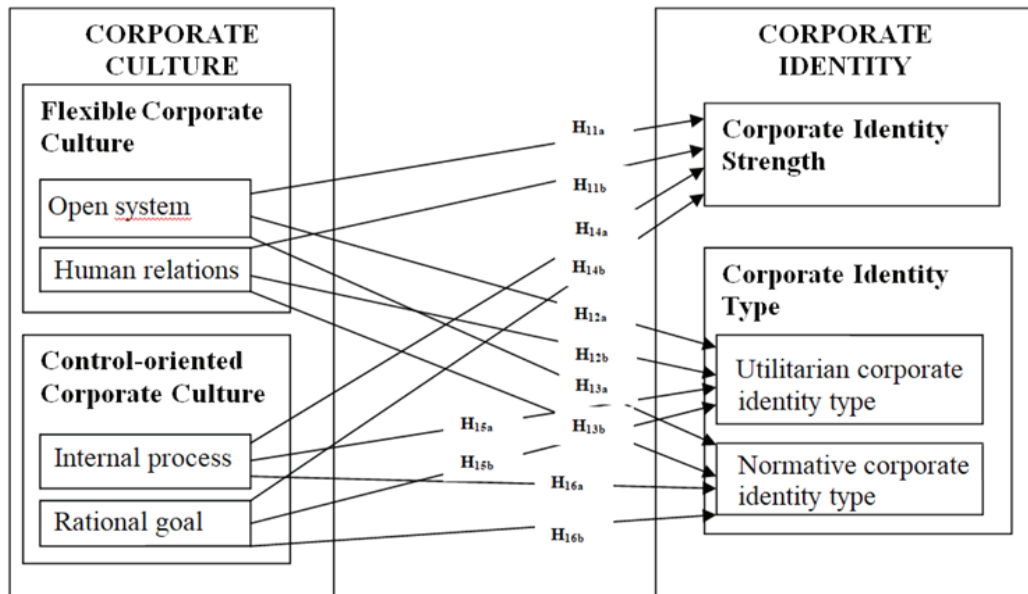 CORPORATE
CULTURE
Flexible Corporate
Culture
Open system
Human relations
Control-oriented
Corporate Culture
Internal process
Rational goal
H11a
H11b
H14a
H14b
H12a
H12b
H13a
H15a
H13b
H15b
H16a
H16b
CORPORATE
IDENTITY
Corporate Identity
Strength
Corporate Identity
Type
Utilitarian corporate
identity type
Normative corporate
identity type